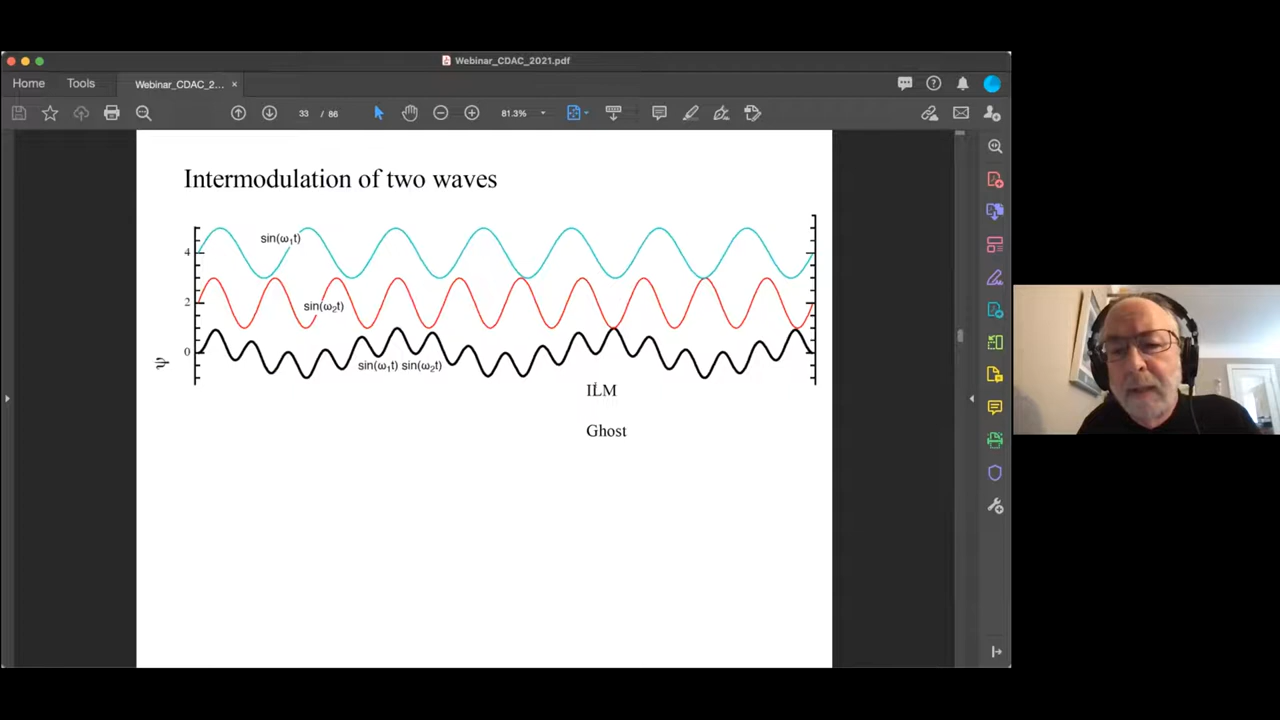 Webinar_CDAC_2021.pdf
Home Tools Webinar_CDAC_2... ×
33 / 86 81.3%
Intermodulation of two waves
sin(ω₁t)
4
2
sin(ω₂t)
0
ψ
sin(ω₁t) sin(ω₂t)
ILM
Ghost